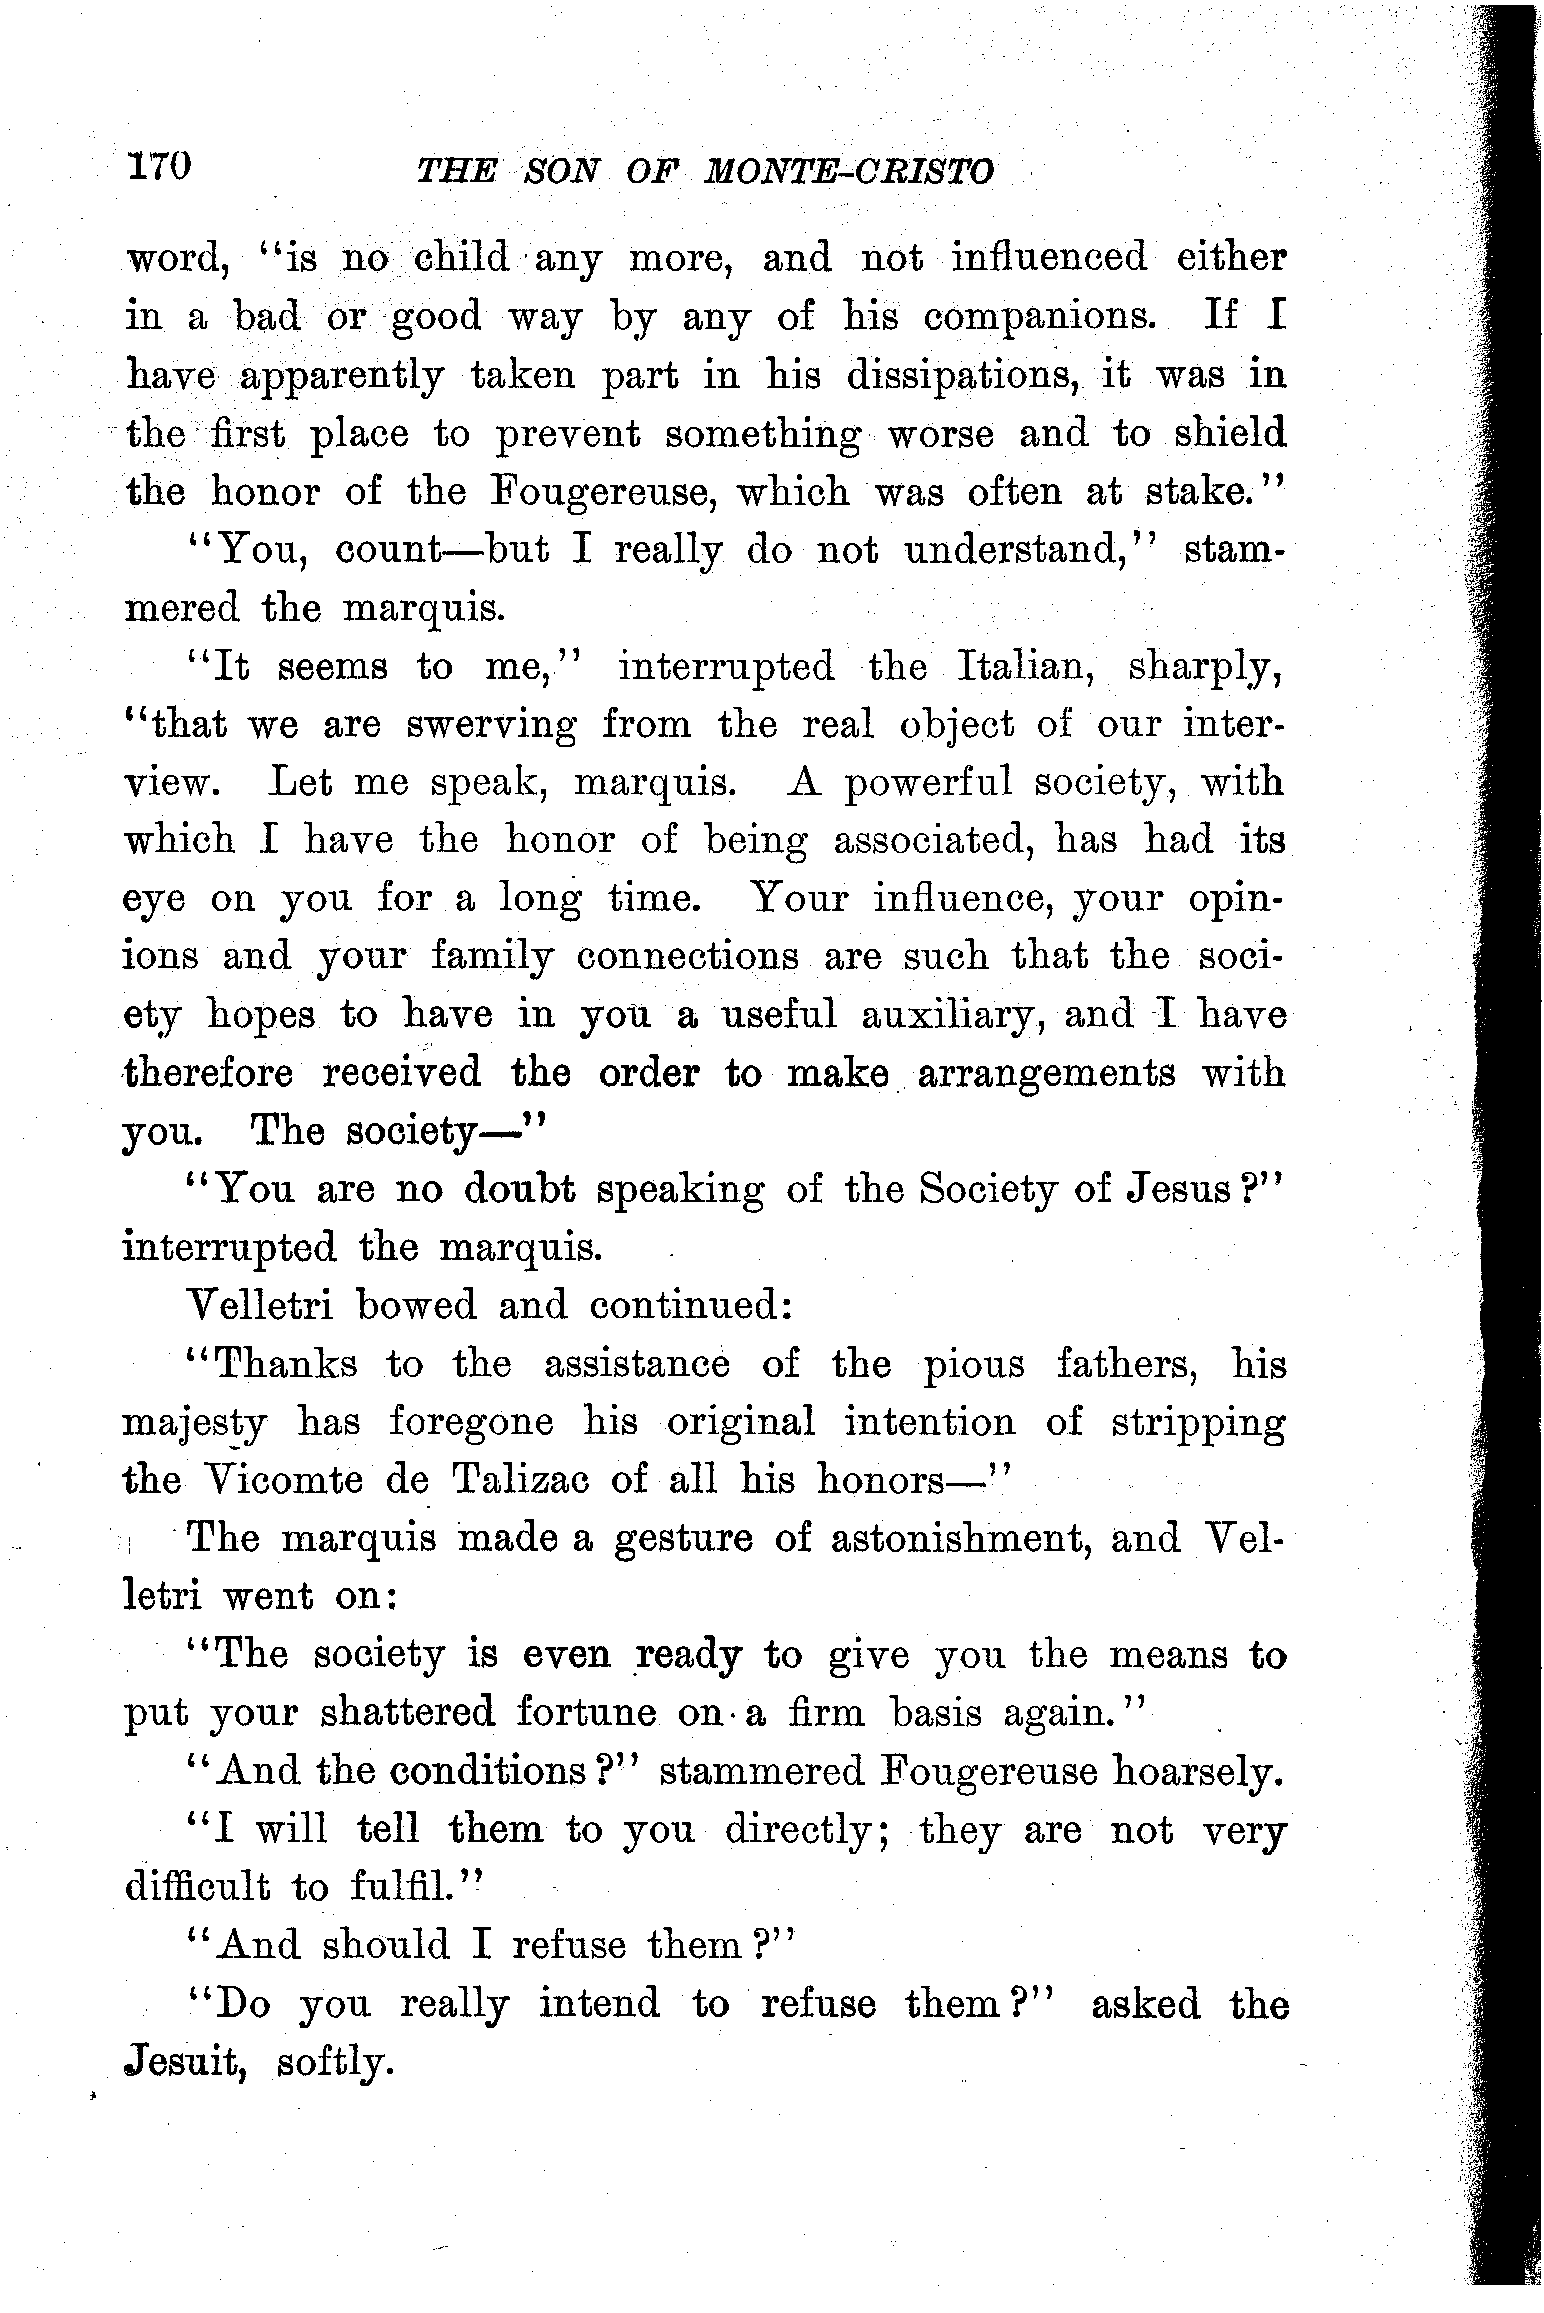 170 THE SON OF MONTE-CRISTO
word, "is no child any more, and not influenced either
in a bad or good way by any of his companions. If I
have apparently taken part in his dissipations, it was in
the first place to prevent something worse and to shield
the honor of the Fougereuse, which was often at stake."
"You, count—but I really do not understand," stam-
mered the marquis.
"It seems to me," interrupted the Italian, sharply,
"that we are swerving from the real object of our inter-
view. Let me speak, marquis. A powerful society, with
which I have the honor of being associated, has had its
eye on you for a long time. Your influence, your opin-
ions and your family connections are such that the soci-
ety hopes to have in you a useful auxiliary, and I have
therefore received the order to make arrangements with
you. The society—"
"You are no doubt speaking of the Society of Jesus?"
interrupted the marquis.
Velletri bowed and continued:
"Thanks to the assistance of the pious fathers, his
majesty has foregone his original intention of stripping
the Vicomte de Talizac of all his honors—"
The marquis made a gesture of astonishment, and Vel-
letri went on:
"The society is even ready to give you the means to
put your shattered fortune on a firm basis again."
"And the conditions?" stammered Fougereuse hoarsely.
"I will tell them to you directly; they are not very
difficult to fulfil."
"And should I refuse them?"
"Do you really intend to refuse them?" asked the
Jesuit, softly.